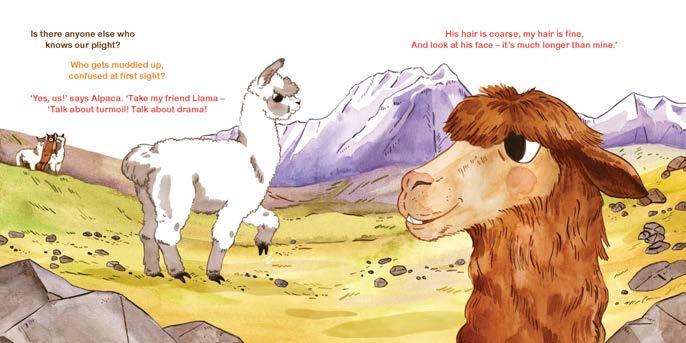 Is there anyone else who
knows our plight?
Who gets muddled up,
confused at first sight?
‘Yes, us!’ says Alpaca. ‘Take my friend Llama –
‘Talk about turmoil! Talk about drama!
His hair is coarse, my hair is fine,
And look at his face – it’s much longer than mine.’